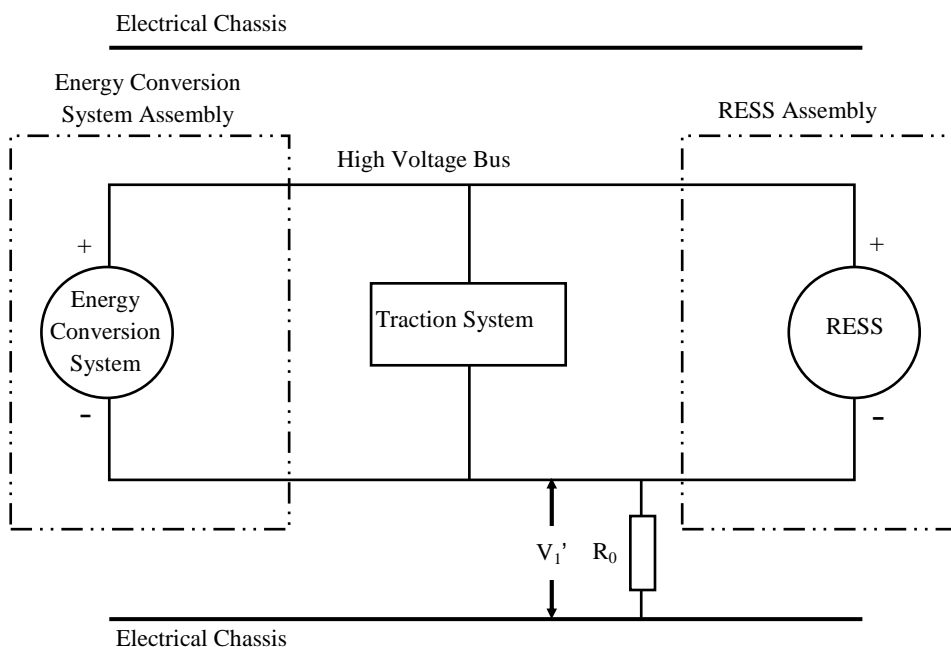 Electrical Chassis
Energy Conversion
System Assembly
RESS Assembly
High Voltage Bus
+
+
Energy
Conversion
System
Traction System
RESS
-
-
V₁’
R₀
Electrical Chassis